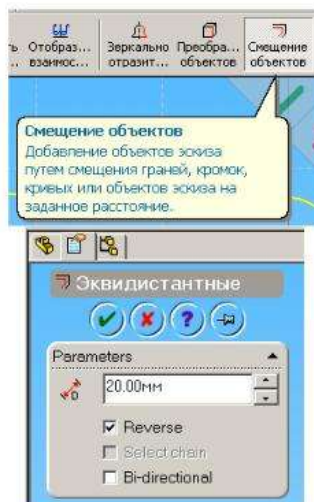 ть Отобраз... Зеркально Преобра... Смещение
... взаимос... отразит... объектов объектов
Смещение объектов
Добавление объектов эскиза
путем смещения граней, кромок,
кривых или объектов эскиза на
заданное расстояние.
Эквидистантные
Parameters
D 20.00мм
Reverse
Select chain
Bi-directional